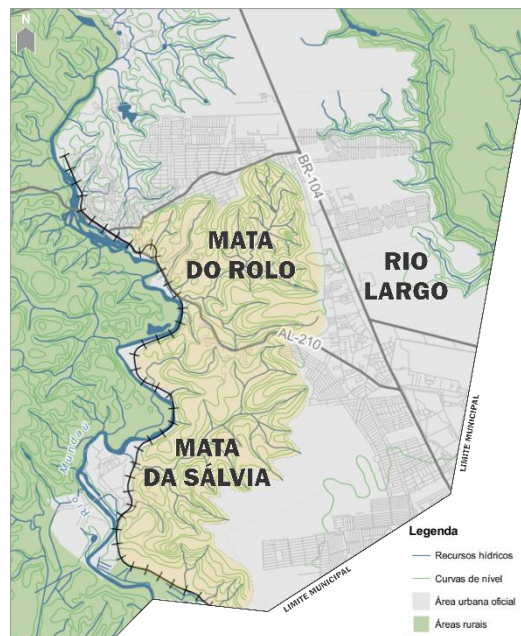 N
BR-104
MATA
DO ROLO
RIO
LARGO
AL-210
LIMITE MUNICIPAL
Rio Mundaú
MATA
DA SÁLVIA
LIMITE MUNICIPAL
Legenda
Recursos hídricos
Curvas de nível
Área urbana oficial
Áreas rurais